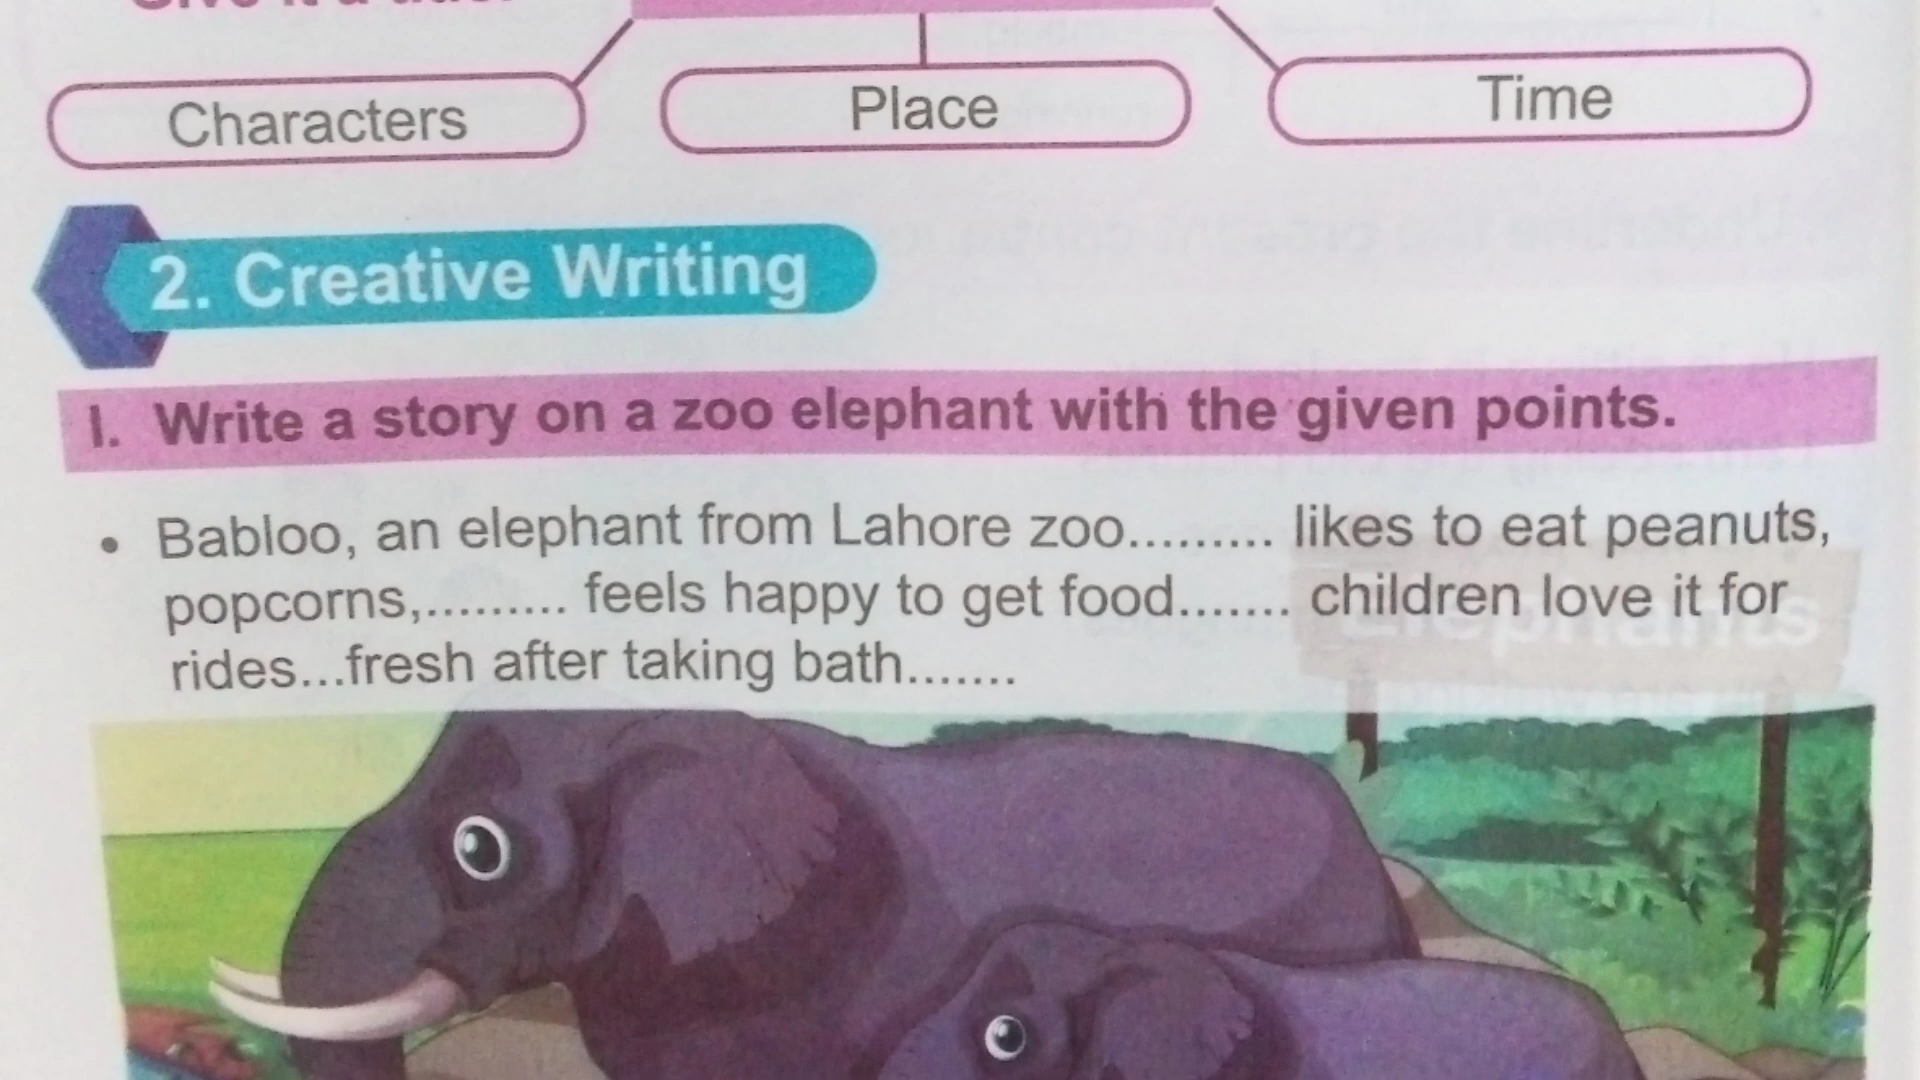 Characters
Place
Time
2. Creative Writing
I. Write a story on a zoo elephant with the given points.
• Babloo, an elephant from Lahore zoo......... likes to eat peanuts,
popcorns,......... feels happy to get food....... children love it for
rides...fresh after taking bath.......
Elephants